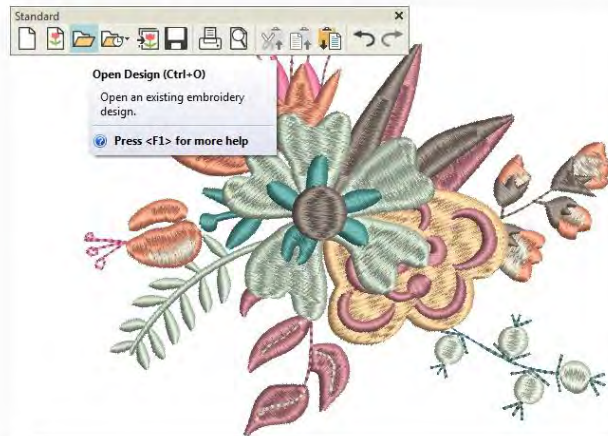 Standard
Open Design (Ctrl+O)
Open an existing embroidery
design.
Press <F1> for more help